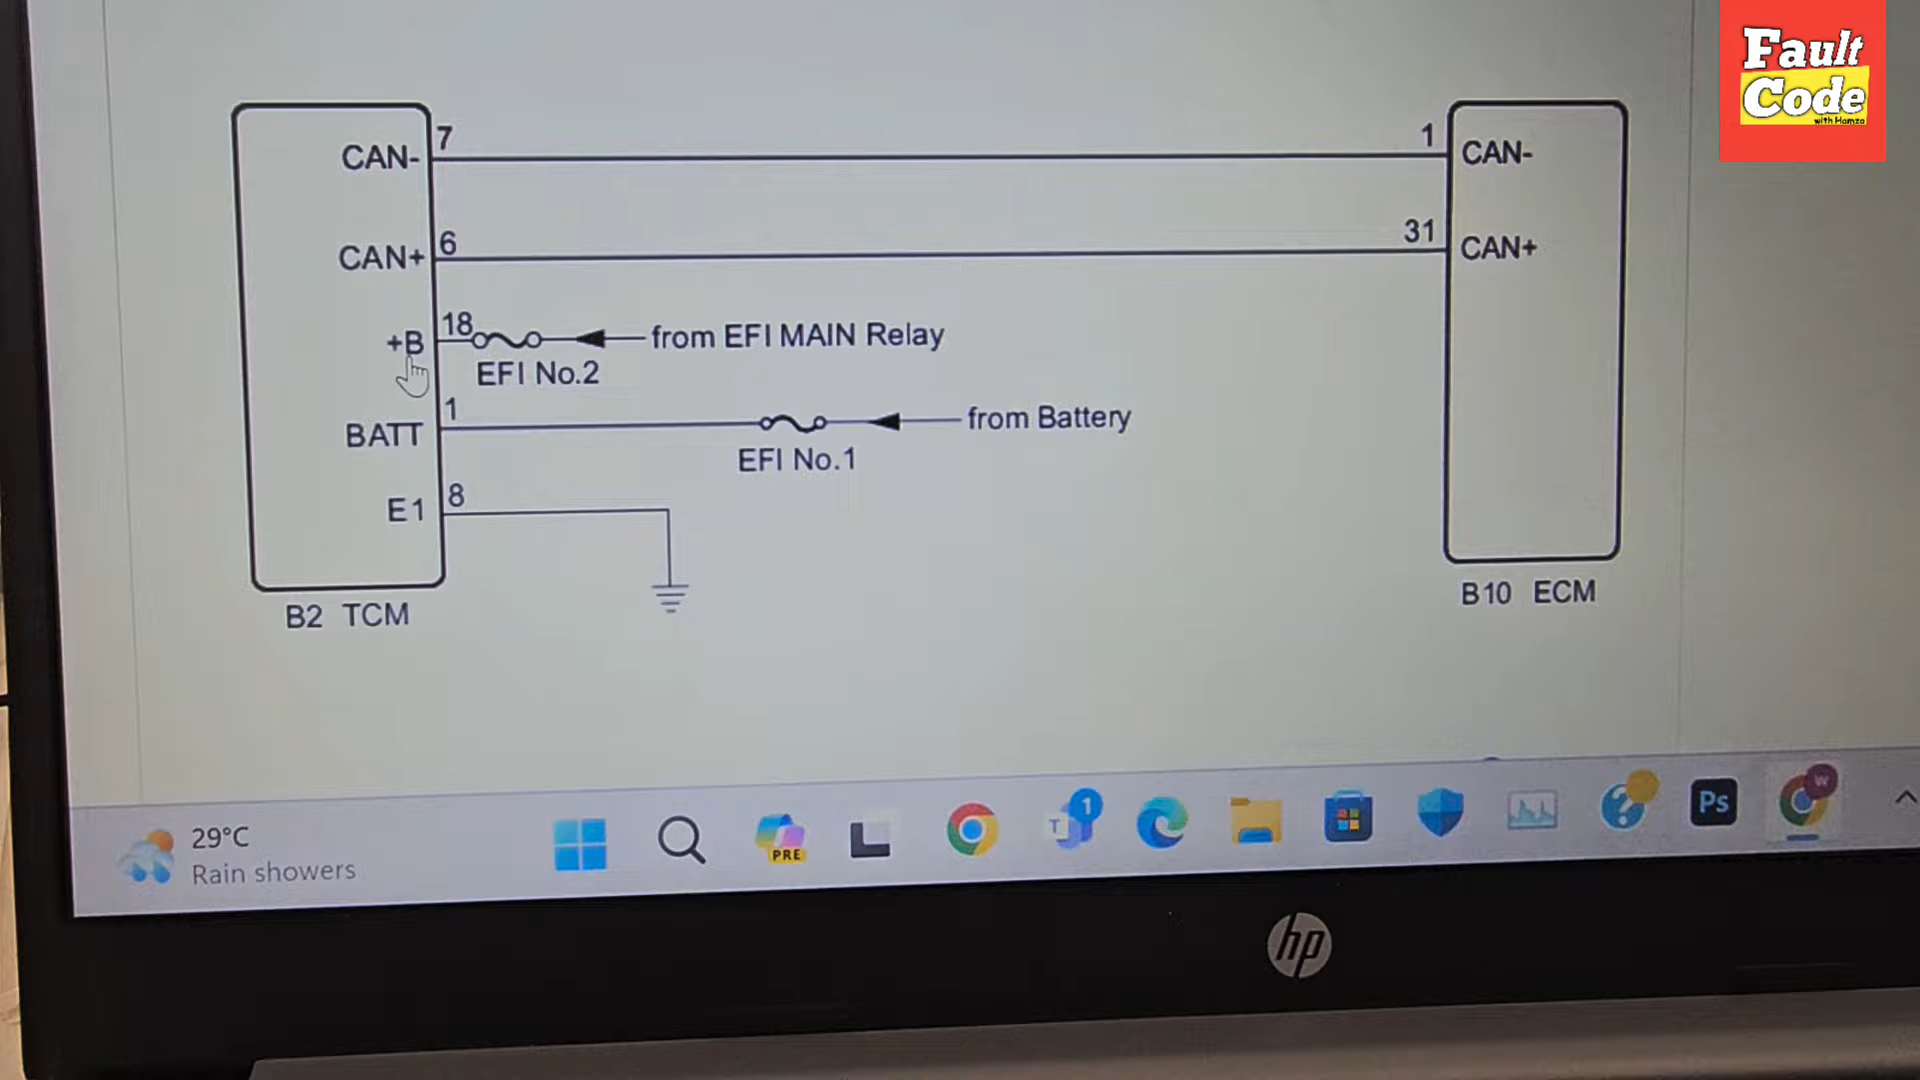 Fault
Code
with Hamza
7
1
CAN-
CAN-
6
31
CAN+
CAN+
18
+B
from EFI MAIN Relay
EFI No.2
1
BATT
from Battery
EFI No.1
8
E1
B2 TCM
B10 ECM
29°C
Rain showers
PRE
T
1
Ps
W
hp